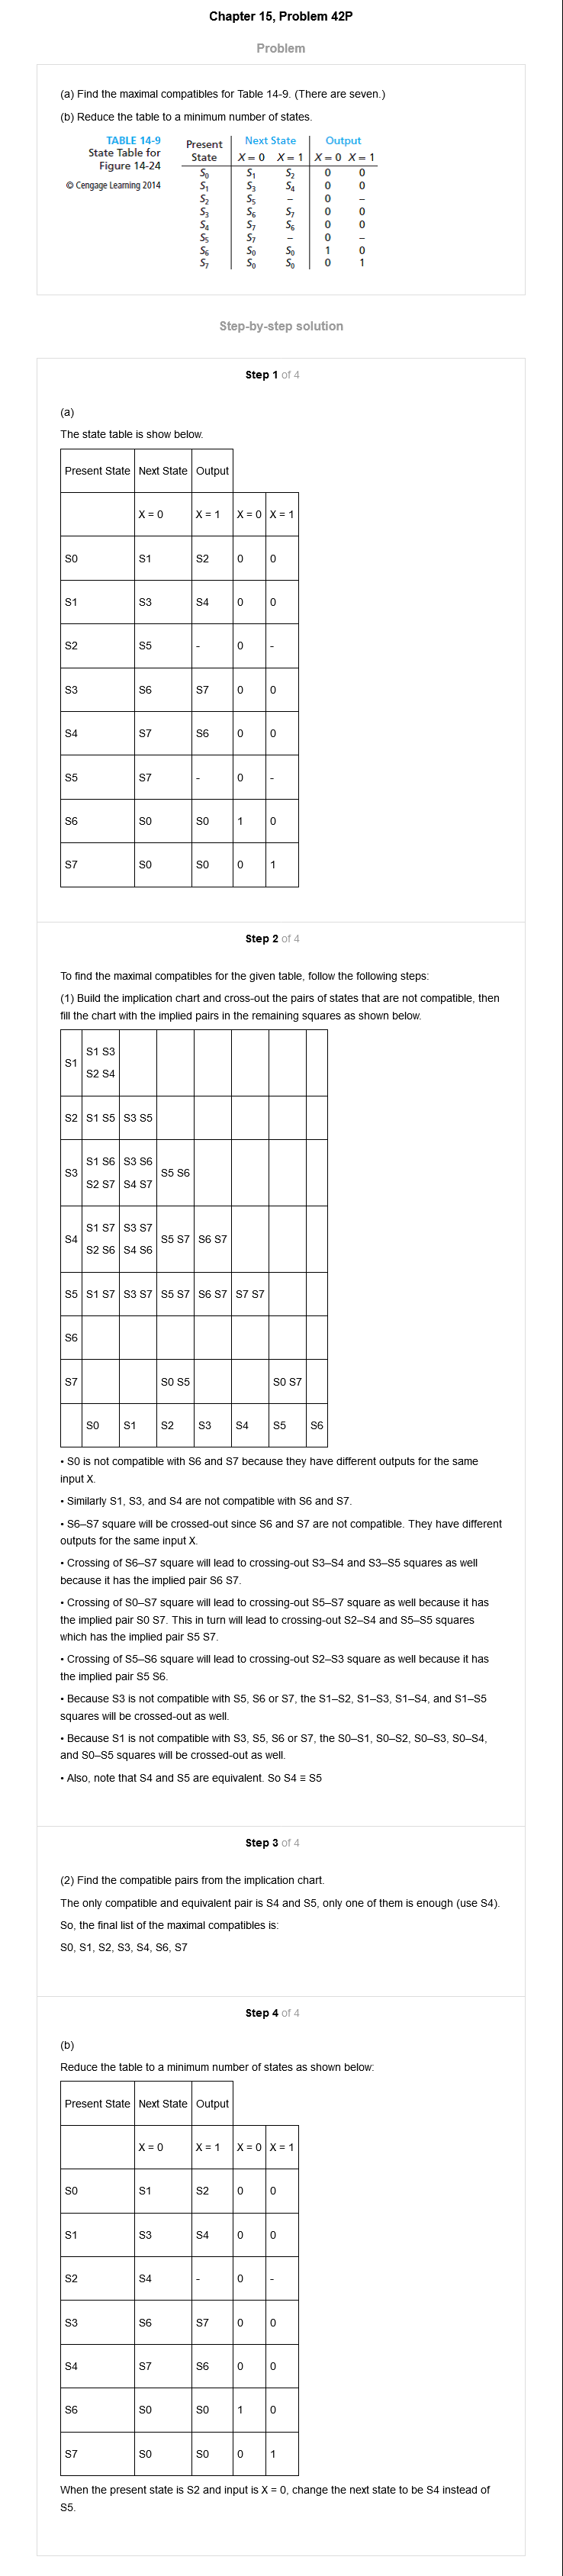 Chapter 15, Problem 42P
Problem
(a) Find the maximal compatibles for Table 14-9. (There are seven.)
(b) Reduce the table to a minimum number of states.
TABLE 14-9
State Table for
Figure 14-24
© Cengage Learning 2014
Present Next State Output
State X = 0 X = 1 X = 0 X = 1
S₀ S₁ S₂ 0 0
S₁ S₃ S₄ 0 0
S₂ S₅ – 0 –
S₃ S₆ S₇ 0 0
S₄ S₇ S₆ 0 0
S₅ S₇ – 0 –
S₆ S₀ S₀ 1 0
S₇ S₀ S₀ 0 1
Step-by-step solution
Step 1 of 4
(a)
The state table is show below.
Present State Next State Output
X = 0 X = 1 X = 0 X = 1
S0 S1 S2 0 0
S1 S3 S4 0 0
S2 S5 - 0 -
S3 S6 S7 0 0
S4 S7 S6 0 0
S5 S7 - 0 -
S6 S0 S0 1 0
S7 S0 S0 0 1
Step 2 of 4
To find the maximal compatibles for the given table, follow the following steps:
(1) Build the implication chart and cross-out the pairs of states that are not compatible, then
fill the chart with the implied pairs in the remaining squares as shown below.
S1 S3
S1
S2 S4
S2 S1 S5 S3 S5
S1 S6 S3 S6
S3 S5 S6
S2 S7 S4 S7
S1 S7 S3 S7
S4 S5 S7 S6 S7
S2 S6 S4 S6
S5 S1 S7 S3 S7 S5 S7 S6 S7 S7 S7
S6
S7 S0 S5 S0 S7
S0 S1 S2 S3 S4 S5 S6
• S0 is not compatible with S6 and S7 because they have different outputs for the same
input X.
• Similarly S1, S3, and S4 are not compatible with S6 and S7.
• S6–S7 square will be crossed-out since S6 and S7 are not compatible. They have different
outputs for the same input X.
• Crossing of S6–S7 square will lead to crossing-out S3–S4 and S3–S5 squares as well
because it has the implied pair S6 S7.
• Crossing of S0–S7 square will lead to crossing-out S5–S7 square as well because it has
the implied pair S0 S7. This in turn will lead to crossing-out S2–S4 and S5–S5 squares
which has the implied pair S5 S7.
• Crossing of S5–S6 square will lead to crossing-out S2–S3 square as well because it has
the implied pair S5 S6.
• Because S3 is not compatible with S5, S6 or S7, the S1–S2, S1–S3, S1–S4, and S1–S5
squares will be crossed-out as well.
• Because S1 is not compatible with S3, S5, S6 or S7, the S0–S1, S0–S2, S0–S3, S0–S4,
and S0–S5 squares will be crossed-out as well.
• Also, note that S4 and S5 are equivalent. So S4 ≡ S5
Step 3 of 4
(2) Find the compatible pairs from the implication chart.
The only compatible and equivalent pair is S4 and S5, only one of them is enough (use S4).
So, the final list of the maximal compatibles is:
S0, S1, S2, S3, S4, S6, S7
Step 4 of 4
(b)
Reduce the table to a minimum number of states as shown below:
Present State Next State Output
X = 0 X = 1 X = 0 X = 1
S0 S1 S2 0 0
S1 S3 S4 0 0
S2 S4 - 0 -
S3 S6 S7 0 0
S4 S7 S6 0 0
S6 S0 S0 1 0
S7 S0 S0 0 1
When the present state is S2 and input is X = 0, change the next state to be S4 instead of
S5.